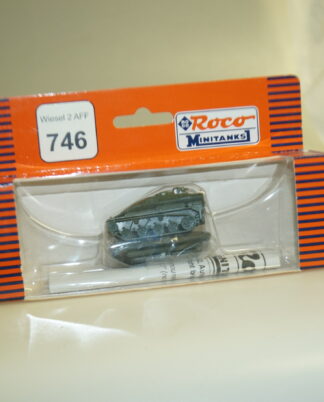 Wiesel 2 AFF
746
Roco
MINITANKS